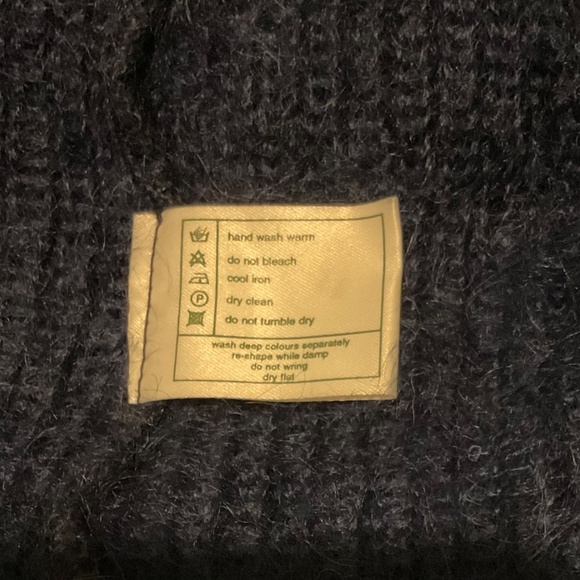 hand wash warm
do not bleach
cool iron
P dry clean
do not tumble dry
wash deep colours separately
re-shape while damp
do not wring
dry flat